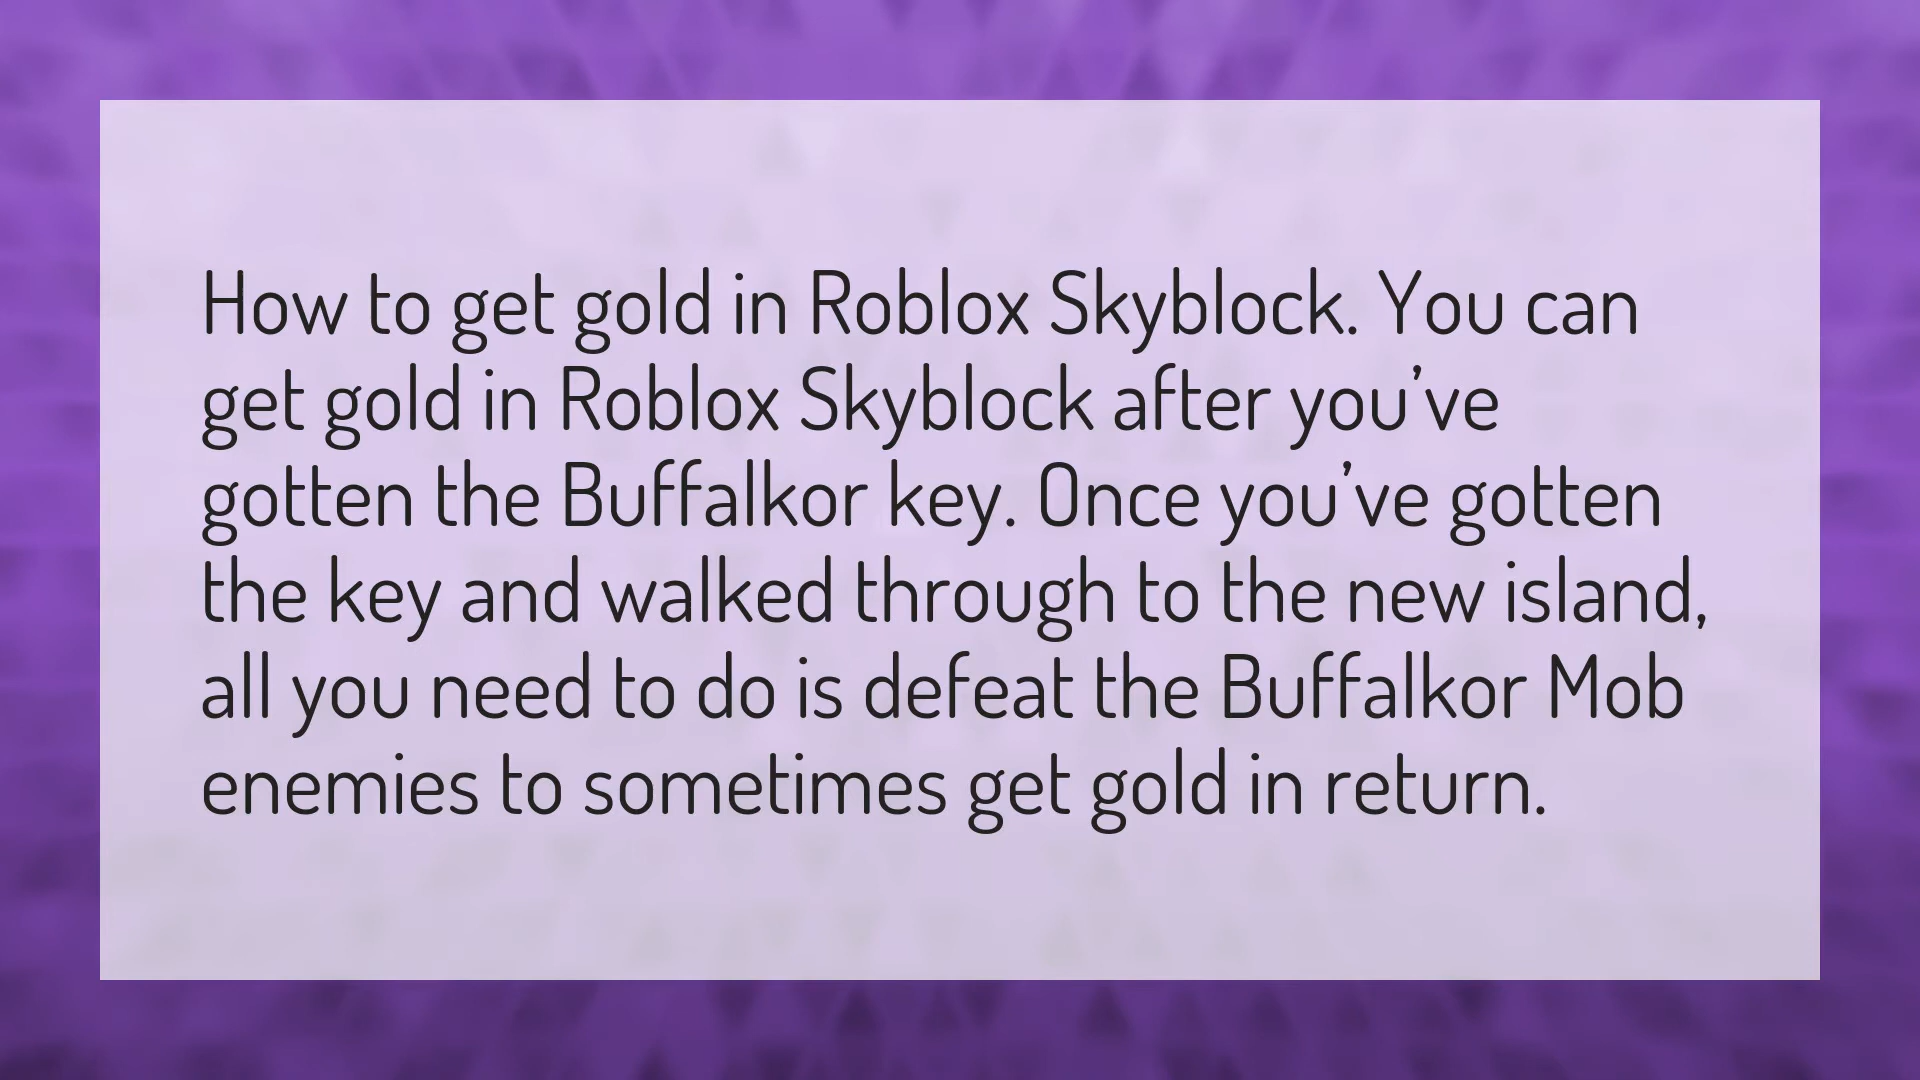 How to get gold in Roblox Skyblock. You can
get gold in Roblox Skyblock after you’ve
gotten the Buffalkor key. Once you’ve gotten
the key and walked through to the new island,
all you need to do is defeat the Buffalkor Mob
enemies to sometimes get gold in return.